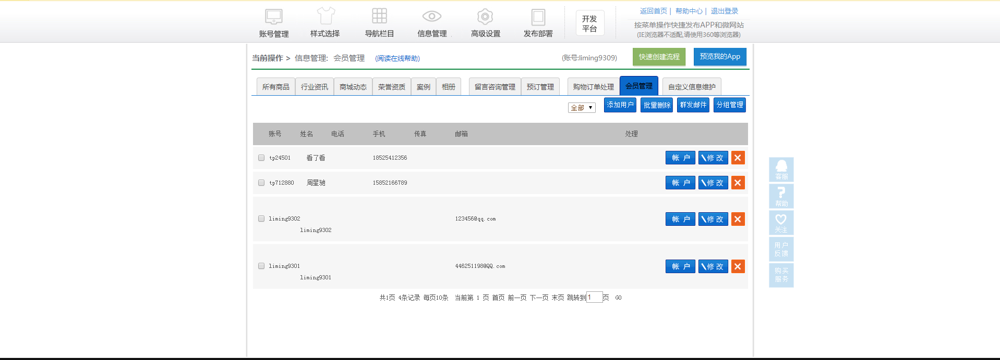 账号管理 样式选择 导航栏目 信息管理 高级设置 发布部署
开发
平台
返回首页 | 帮助中心 | 退出登录
按菜单操作快捷发布APP和微网站
(IE浏览器不适配,请使用360等浏览器)
当前操作 > 信息管理: 会员管理 (阅读在线帮助) (账号:liming9309) 快速创建流程 预览我的App
所有商品 行业资讯 商城动态 荣誉资质 案例 相册 留言咨询管理 预订管理 购物订单处理 会员管理 自定义信息维护
全部 添加用户 批量删除 群发邮件 分组管理
账号 姓名 电话 手机 传真 邮箱 处理
tp24501 看了看 18525412356 帐 户 修 改
tp712880 周星驰 15852166789 帐 户 修 改
liming9302 123456@qq.com 帐 户 修 改
liming9302
liming9301 446251198@QQ.com 帐 户 修 改
liming9301
共1页 4条记录 每页10条 当前第 1 页 首页 前一页 下一页 末页 跳转到 1 页 GO
客服
帮助
关注
用户
反馈
购买
服务